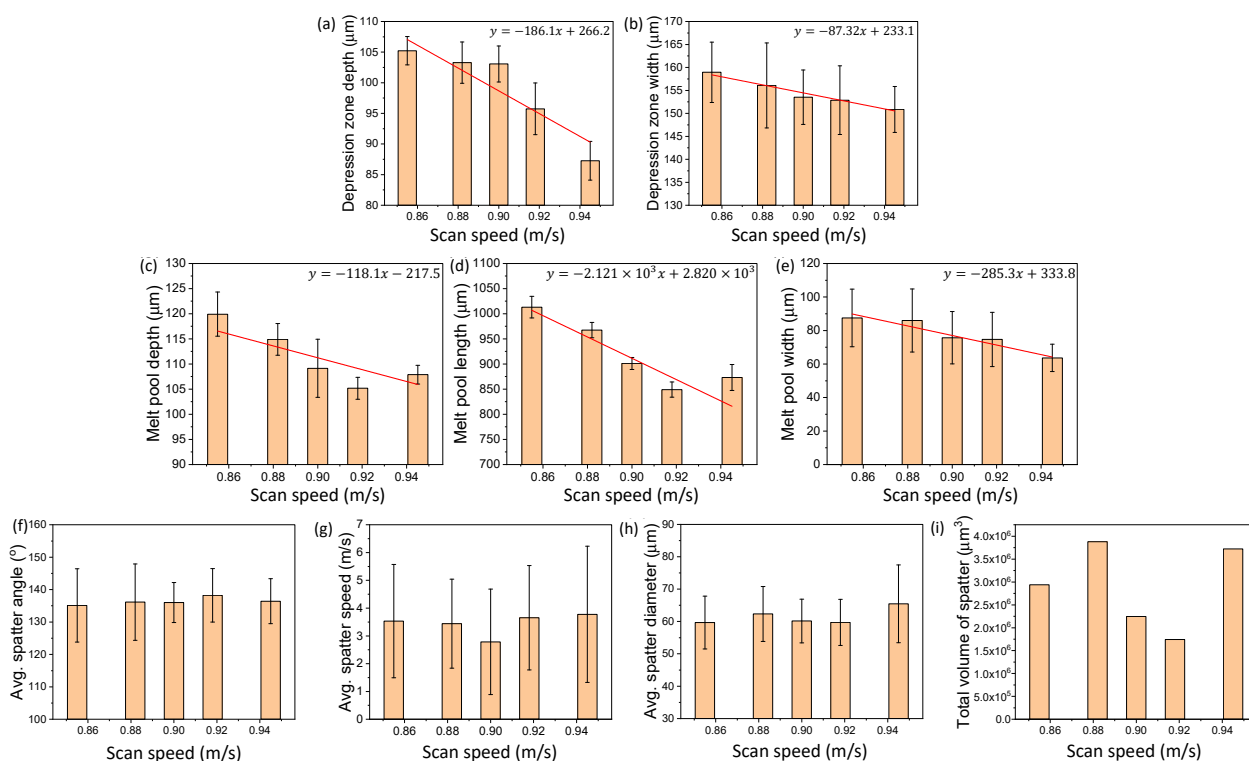 (a)
y = −186.1x + 266.2
Depression zone depth (μm)
110
105
100
95
90
85
80
0.86 0.88 0.90 0.92 0.94
Scan speed (m/s)
(b)
y = −87.32x + 233.1
Depression zone width (μm)
170
165
160
155
150
145
140
135
130
0.86 0.88 0.90 0.92 0.94
Scan speed (m/s)
(c)
y = −118.1x − 217.5
Melt pool depth (μm)
130
125
120
115
110
105
100
95
90
0.86 0.88 0.90 0.92 0.94
Scan speed (m/s)
(d)
y = −2.121 × 10³x + 2.820 × 10³
Melt pool length (μm)
1100
1000
950
900
850
800
700
0.86 0.88 0.90 0.92 0.94
Scan speed (m/s)
(e)
y = −285.3x + 333.8
Melt pool width (μm)
120
100
80
60
40
20
0
0.86 0.88 0.90 0.92 0.94
Scan speed (m/s)
(f)
Avg. spatter angle (°)
160
150
140
135
130
120
100
0.86 0.88 0.90 0.92 0.94
Scan speed (m/s)
(g)
Avg. spatter speed (m/s)
7
6
5
4
3
2
1
0
0.86 0.88 0.90 0.92 0.94
Scan speed (m/s)
(h)
Avg. spatter diameter (μm)
90
80
70
60
50
40
30
0.86 0.88 0.90 0.92 0.94
Scan speed (m/s)
(i)
Total volume of spatter (μm³)
4.0x10⁶
3.5x10⁶
3.0x10⁶
2.5x10⁶
2.0x10⁶
1.5x10⁶
1.0x10⁶
5.0x10⁵
0.0
0.86 0.88 0.90 0.92 0.94
Scan speed (m/s)